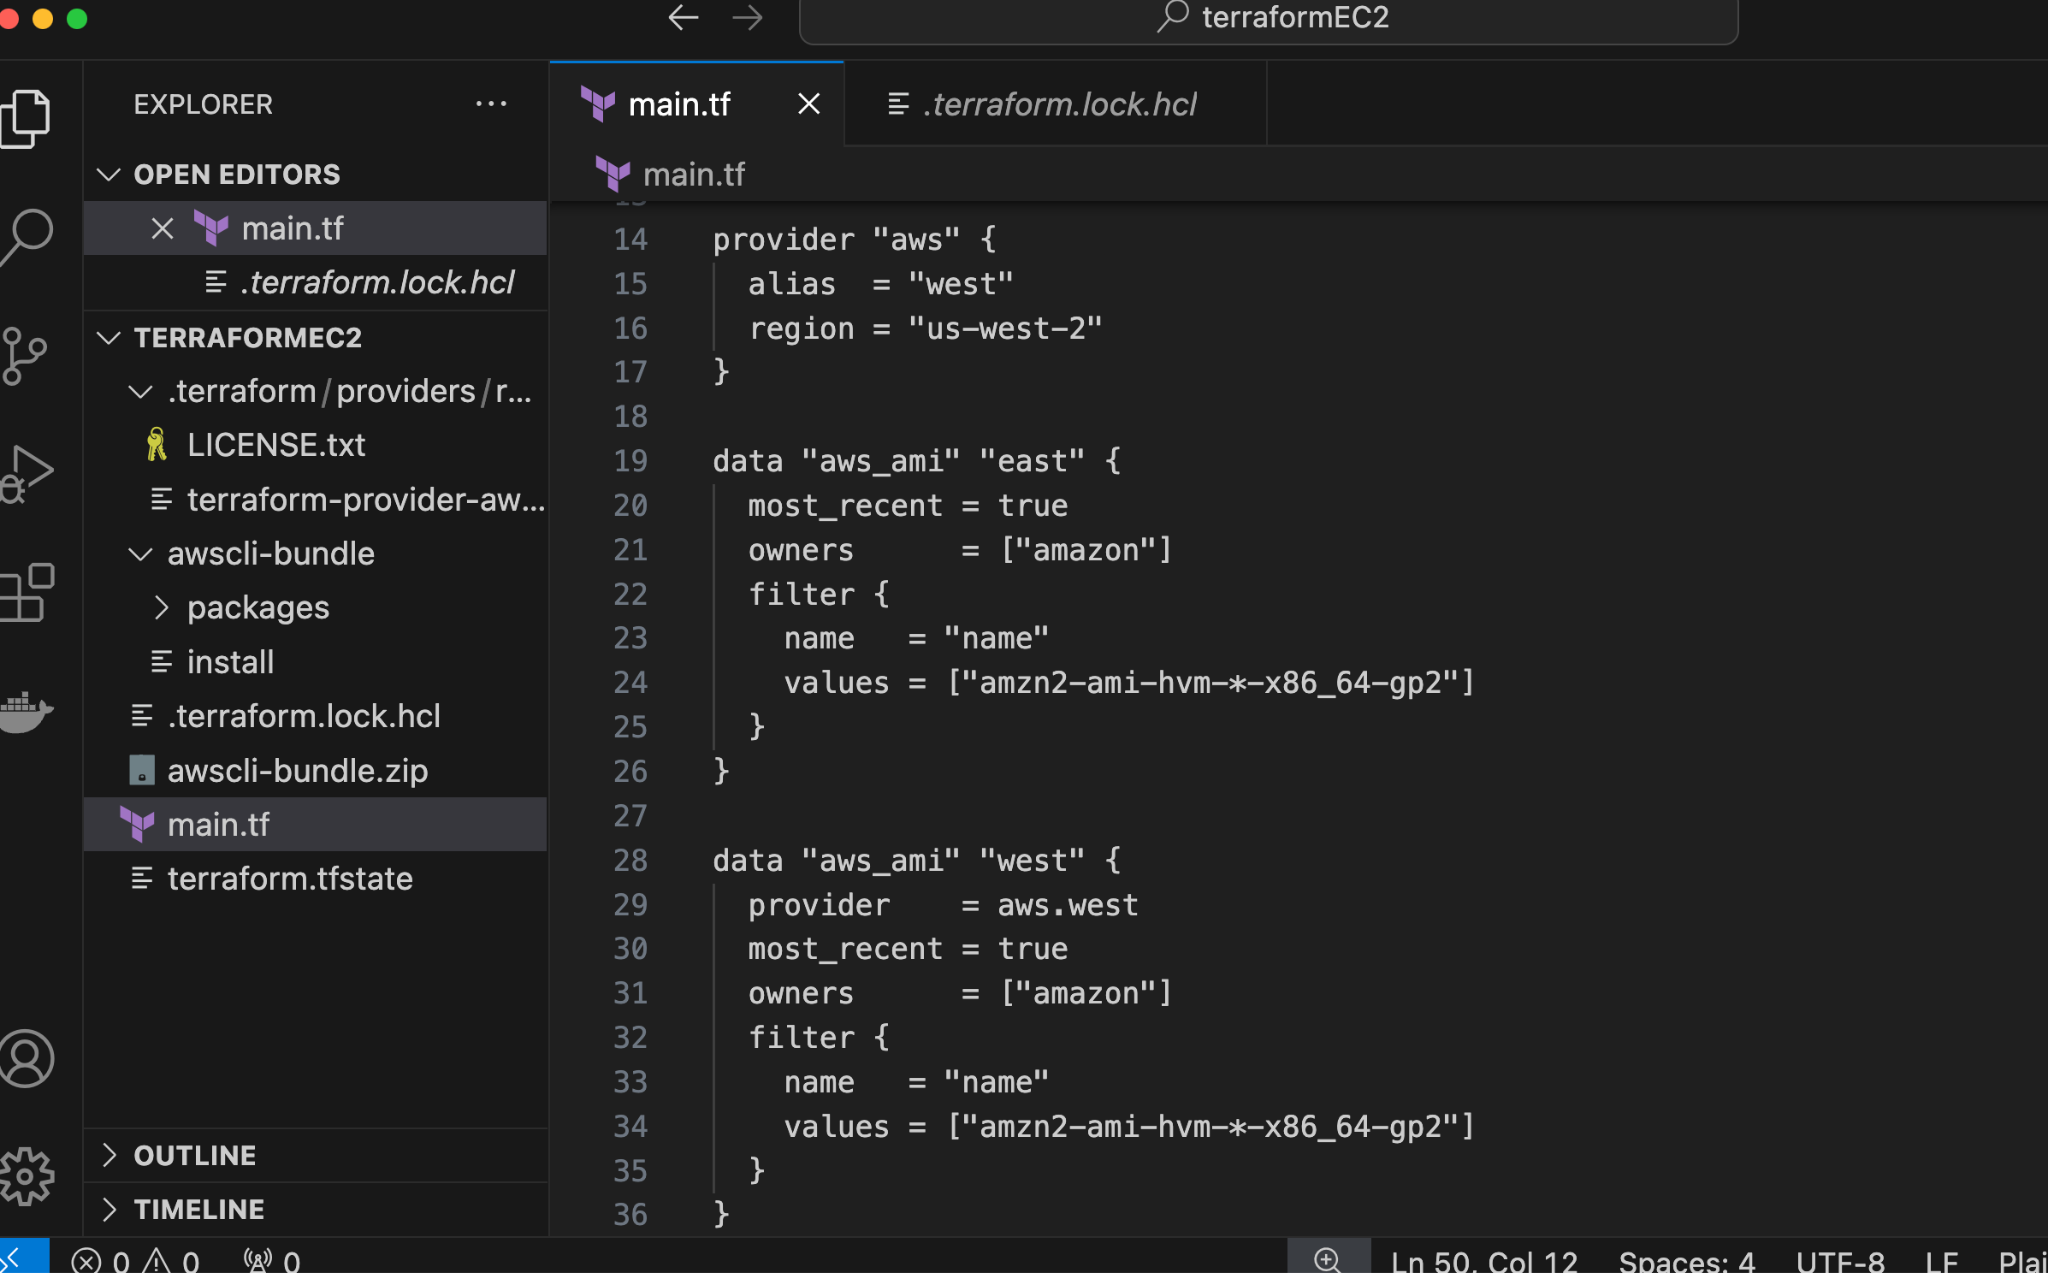 terraformEC2
EXPLORER
main.tf
.terraform.lock.hcl
OPEN EDITORS
main.tf
main.tf
.terraform.lock.hcl
TERRAFORMEC2
.terraform/providers/r...
LICENSE.txt
terraform-provider-aw...
awscli-bundle
packages
install
.terraform.lock.hcl
awscli-bundle.zip
main.tf
terraform.tfstate
OUTLINE
TIMELINE
14 provider "aws" {
15 alias  = "west"
16 region = "us-west-2"
17 }
18
19 data "aws_ami" "east" {
20 most_recent = true
21 owners      = ["amazon"]
22 filter {
23 name   = "name"
24 values = ["amzn2-ami-hvm-*-x86_64-gp2"]
25 }
26 }
27
28 data "aws_ami" "west" {
29 provider    = aws.west
30 most_recent = true
31 owners      = ["amazon"]
32 filter {
33 name   = "name"
34 values = ["amzn2-ami-hvm-*-x86_64-gp2"]
35 }
36 }
0 0 0 Ln 50, Col 12 Spaces: 4 UTF-8 LF Plai